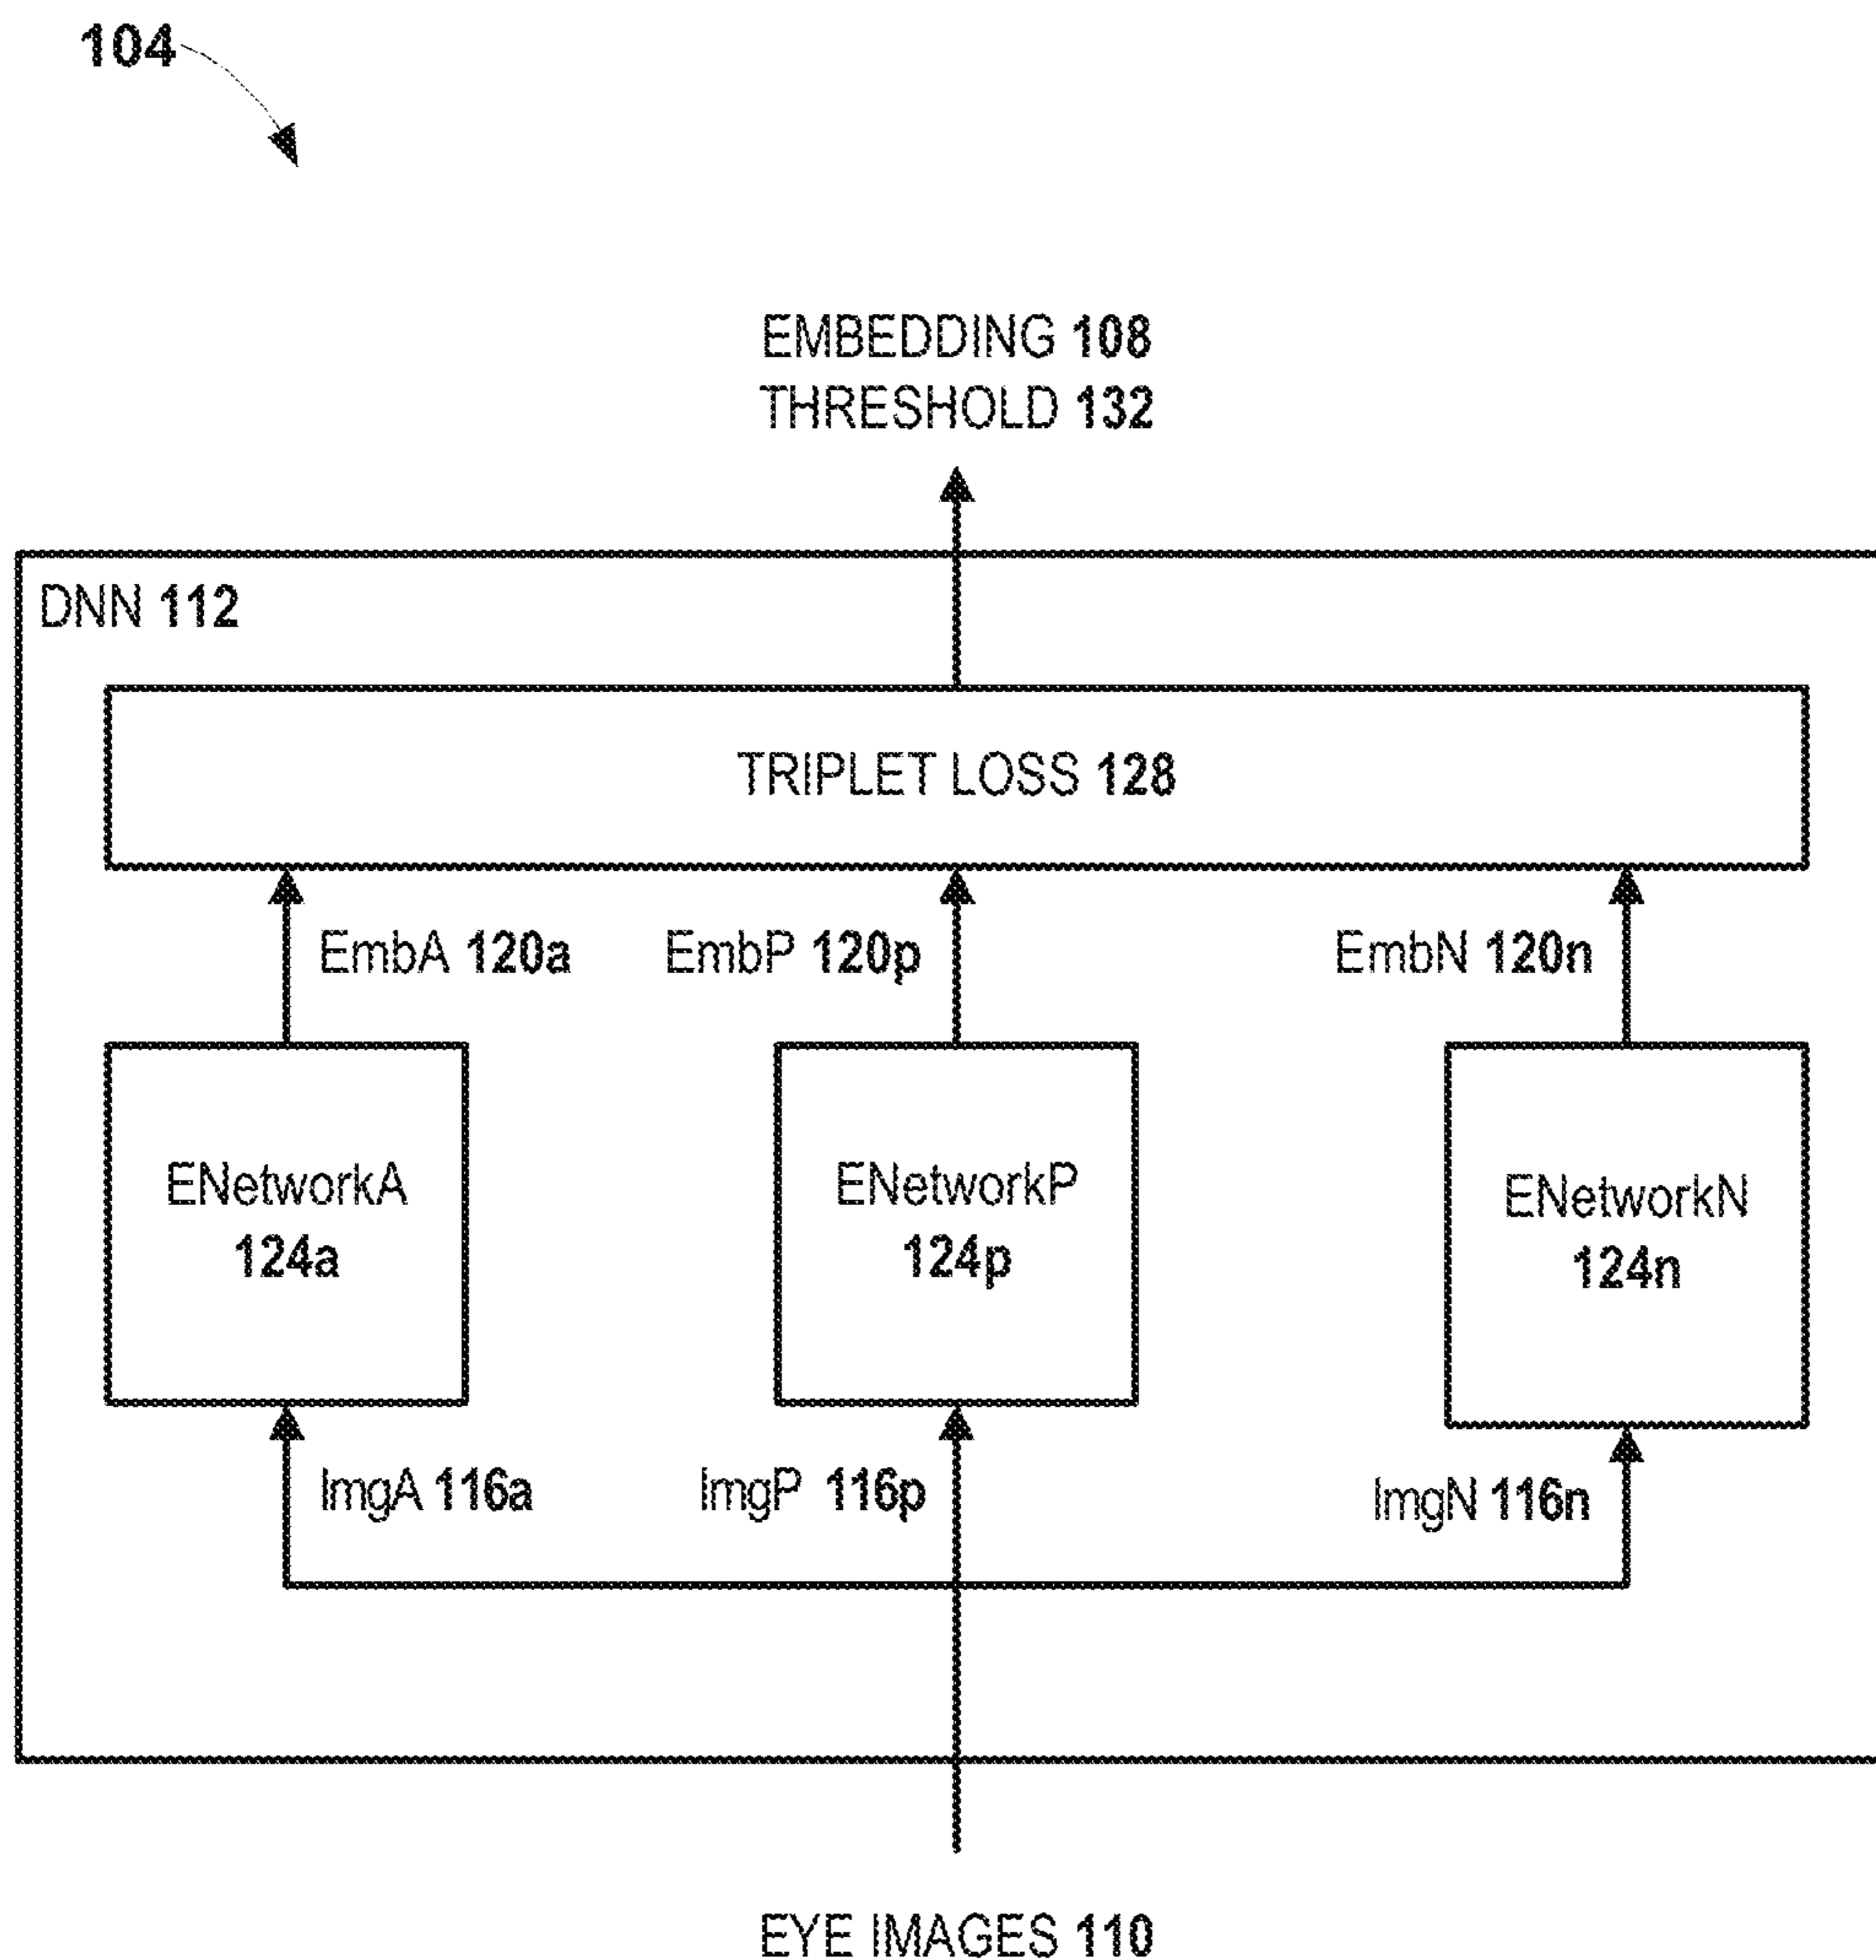 104
EMBEDDING 108
THRESHOLD 132
DNN 112
TRIPLET LOSS 128
EmbA 120a
EmbP 120p
EmbN 120n
ENetworkA
124a
ENetworkP
124p
ENetworkN
124n
ImgA 116a
ImgP 116p
ImgN 116n
EYE IMAGES 110